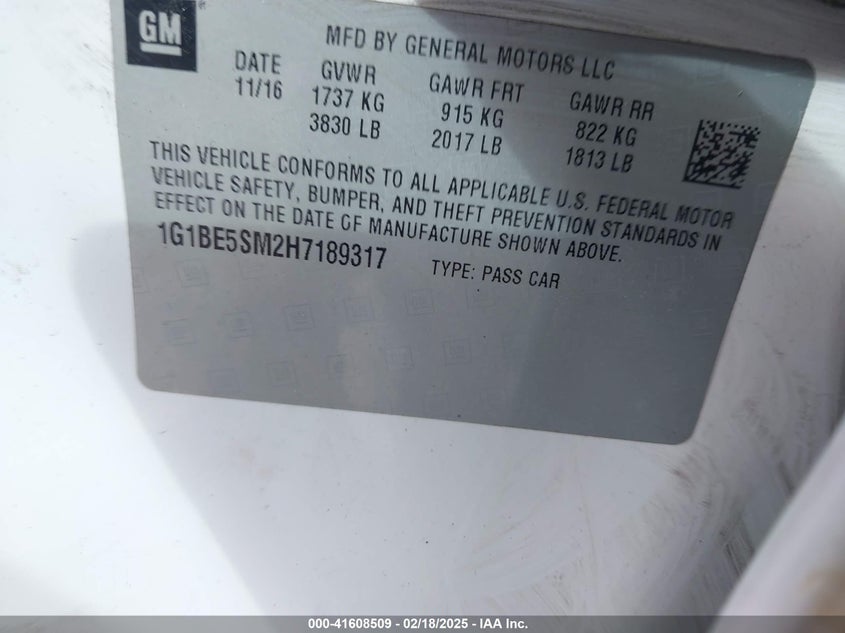 GM
MFD BY GENERAL MOTORS LLC
DATE GVWR GAWR FRT GAWR RR
11/16 1737 KG 915 KG 822 KG
3830 LB 2017 LB 1813 LB
THIS VEHICLE CONFORMS TO ALL APPLICABLE U.S. FEDERAL MOTOR
VEHICLE SAFETY, BUMPER, AND THEFT PREVENTION STANDARDS IN
EFFECT ON THE DATE OF MANUFACTURE SHOWN ABOVE.
1G1BE5SM2H7189317 TYPE: PASS CAR
000-41608509 / 02/18/2025 - IAA Inc.